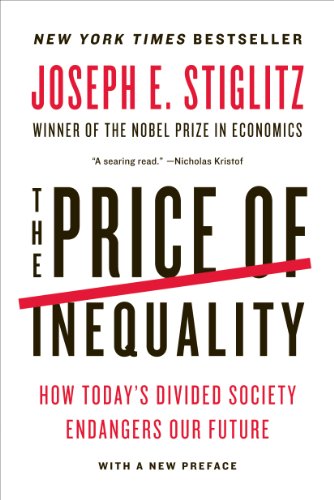 NEW YORK TIMES BESTSELLER
JOSEPH E. STIGLITZ
WINNER OF THE NOBEL PRIZE IN ECONOMICS
"A searing read." —Nicholas Kristof
THE PRICE OF
INEQUALITY
HOW TODAY'S DIVIDED SOCIETY
ENDANGERS OUR FUTURE
WITH A NEW PREFACE